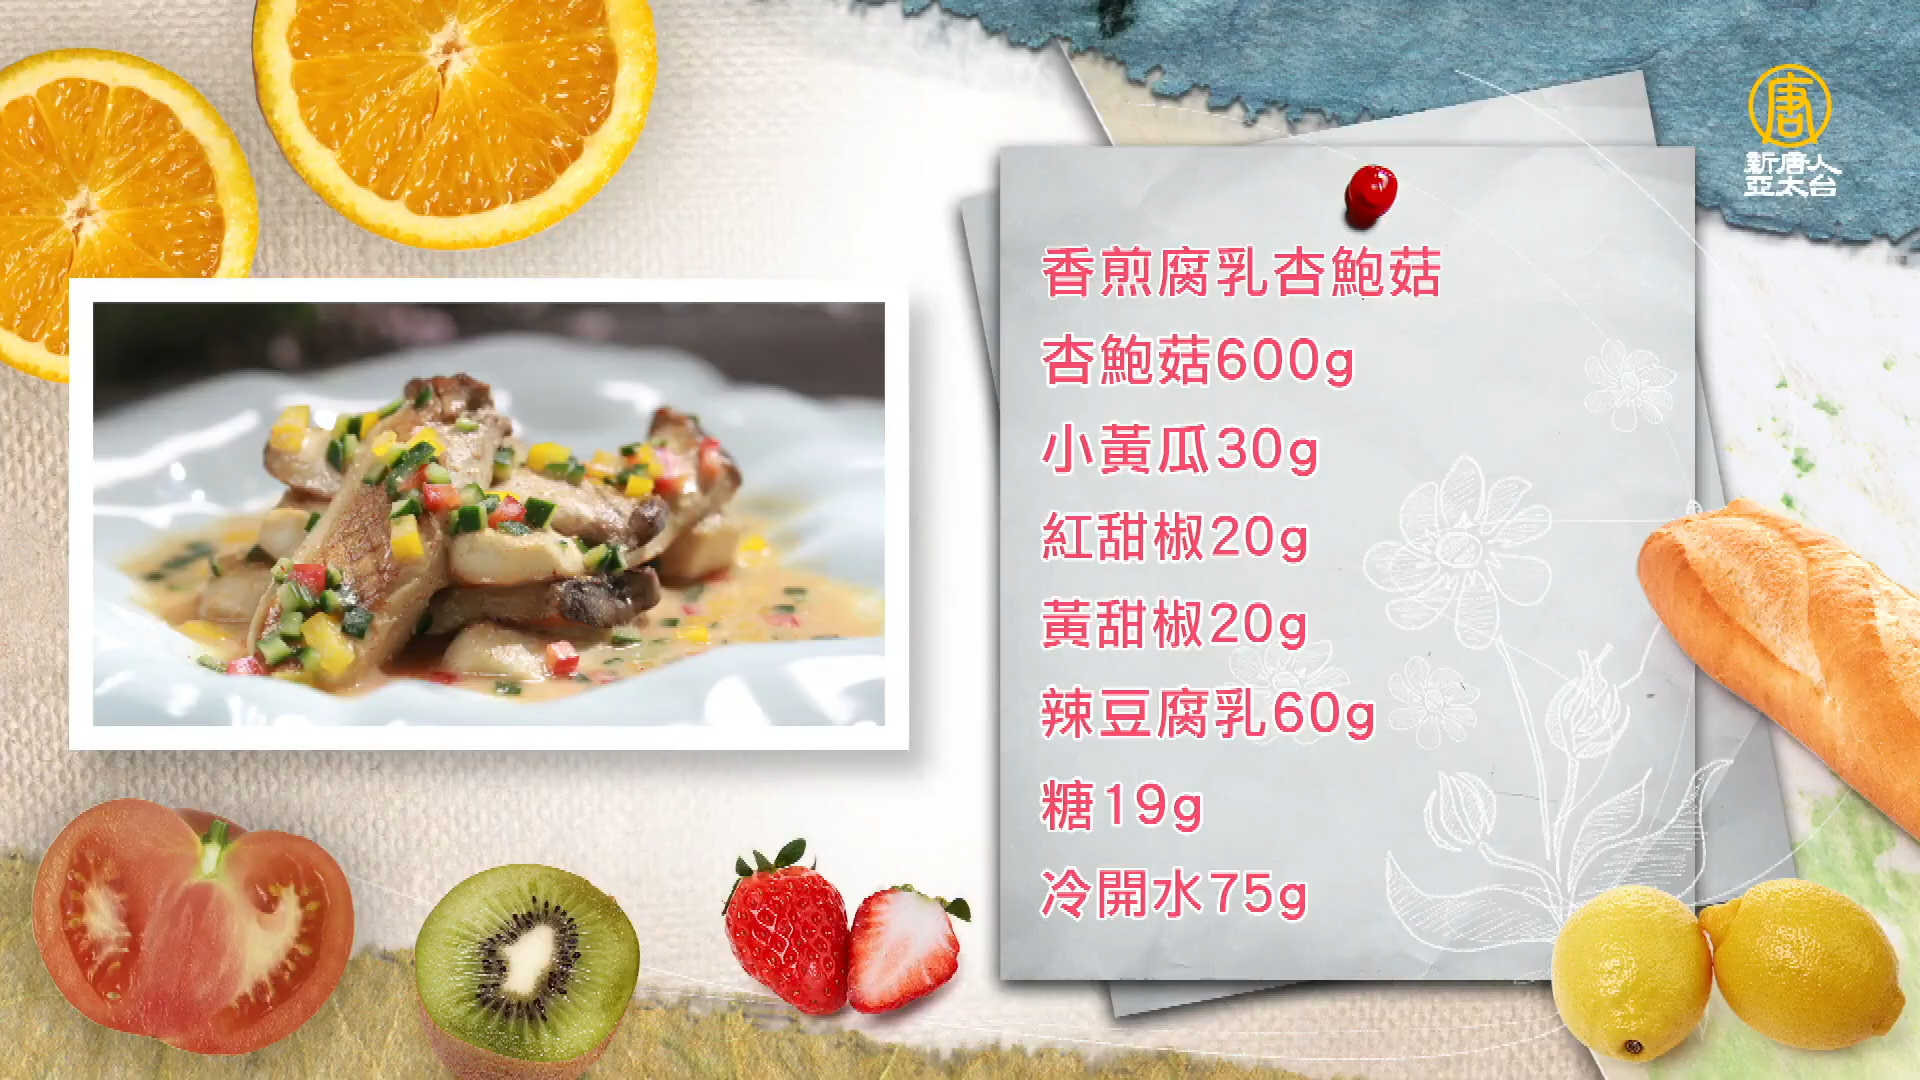 唐
新唐人
亞太台
香煎腐乳杏鮑菇
杏鮑菇600g
小黃瓜30g
紅甜椒20g
黃甜椒20g
辣豆腐乳60g
糖19g
冷開水75g